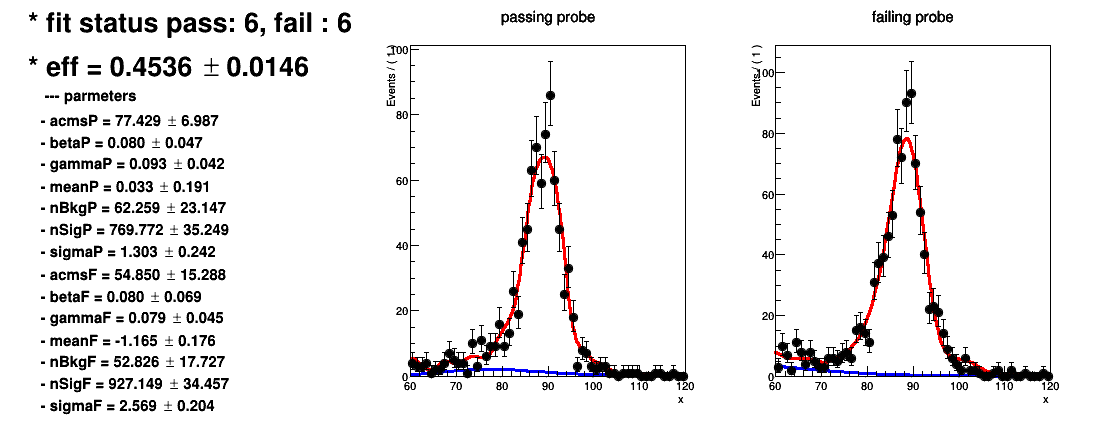 * fit status pass: 6, fail : 6
* eff = 0.4536 ± 0.0146
--- parmeters
- acmsP = 77.429 ± 6.987
- betaP = 0.080 ± 0.047
- gammaP = 0.093 ± 0.042
- meanP = 0.033 ± 0.191
- nBkgP = 62.259 ± 23.147
- nSigP = 769.772 ± 35.249
- sigmaP = 1.303 ± 0.242
- acmsF = 54.850 ± 15.288
- betaF = 0.080 ± 0.069
- gammaF = 0.079 ± 0.045
- meanF = -1.165 ± 0.176
- nBkgF = 52.826 ± 17.727
- nSigF = 927.149 ± 34.457
- sigmaF = 2.569 ± 0.204
passing probe
Events / ( 1 )
100
80
60
40
20
0
60 70 80 90 100 110 120
x
failing probe
Events / ( 1 )
100
80
60
40
20
0
60 70 80 90 100 110 120
x